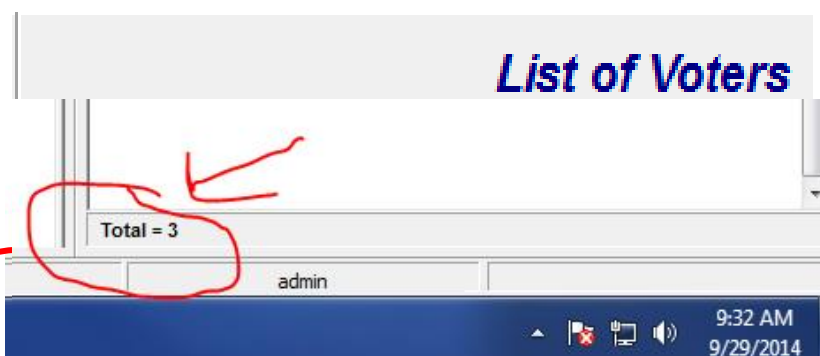 List of Voters
Total = 3
admin
9:32 AM
9/29/2014